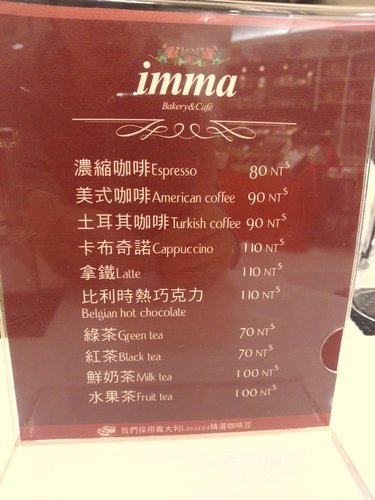 imma
Bakery&Café
濃縮咖啡Espresso 80 NT$
美式咖啡American coffee 90 NT$
土耳其咖啡Turkish coffee 90 NT$
卡布奇諾Cappuccino 110 NT$
拿鐵Latte 110 NT$
比利時熱巧克力 110 NT$
Belgian hot chocolate
綠茶Green tea 70 NT$
紅茶Black tea 70 NT$
鮮奶茶Milk tea 100 NT$
水果茶Fruit tea 100 NT$
我們採用義大利Lavazza精選咖啡豆